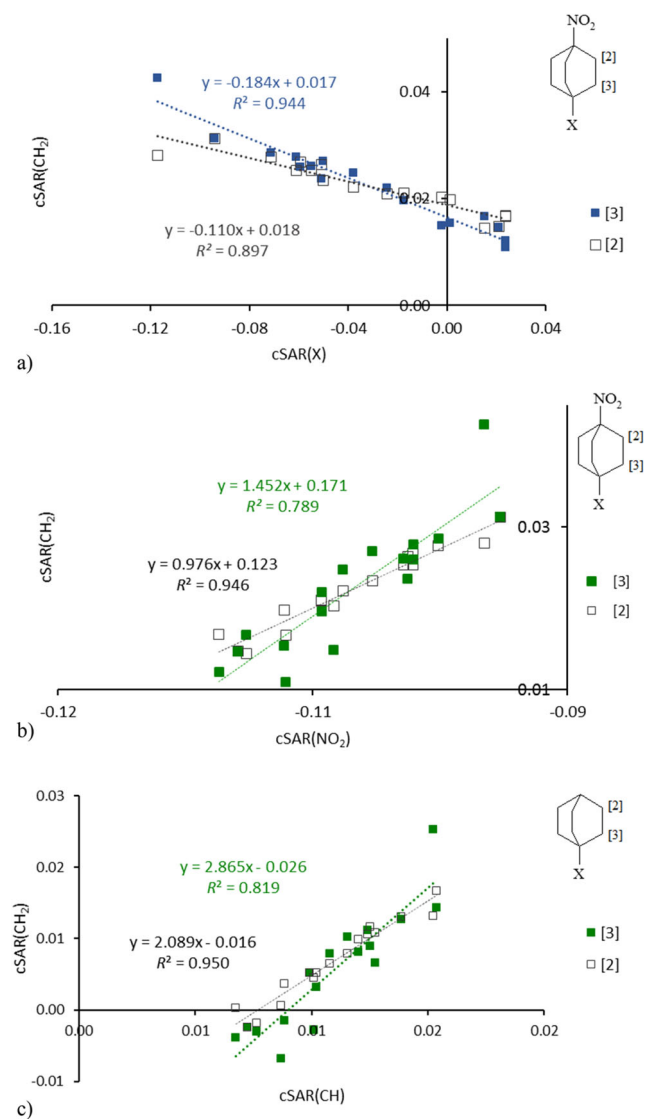 NO₂
[2]
[3]
X
y = -0.184x + 0.017
R² = 0.944
0.04
cSAR(CH₂)
0.02
y = -0.110x + 0.018
R² = 0.897
[3]
[2]
0.00
-0.16 -0.12 -0.08 -0.04 0.00 0.04
cSAR(X)
a)
NO₂
[2]
[3]
X
y = 1.452x + 0.171
R² = 0.789
cSAR(CH₂)
0.03
y = 0.976x + 0.123
R² = 0.946
[3]
[2]
0.01
-0.12 -0.11 -0.09
cSAR(NO₂)
b)
0.03
[2]
[3]
X
0.02
y = 2.865x - 0.026
R² = 0.819
cSAR(CH₂)
0.01
y = 2.089x - 0.016
R² = 0.950
[3]
[2]
0.00
0.00 0.01 0.01 0.02 0.02
-0.01
cSAR(CH)
c)